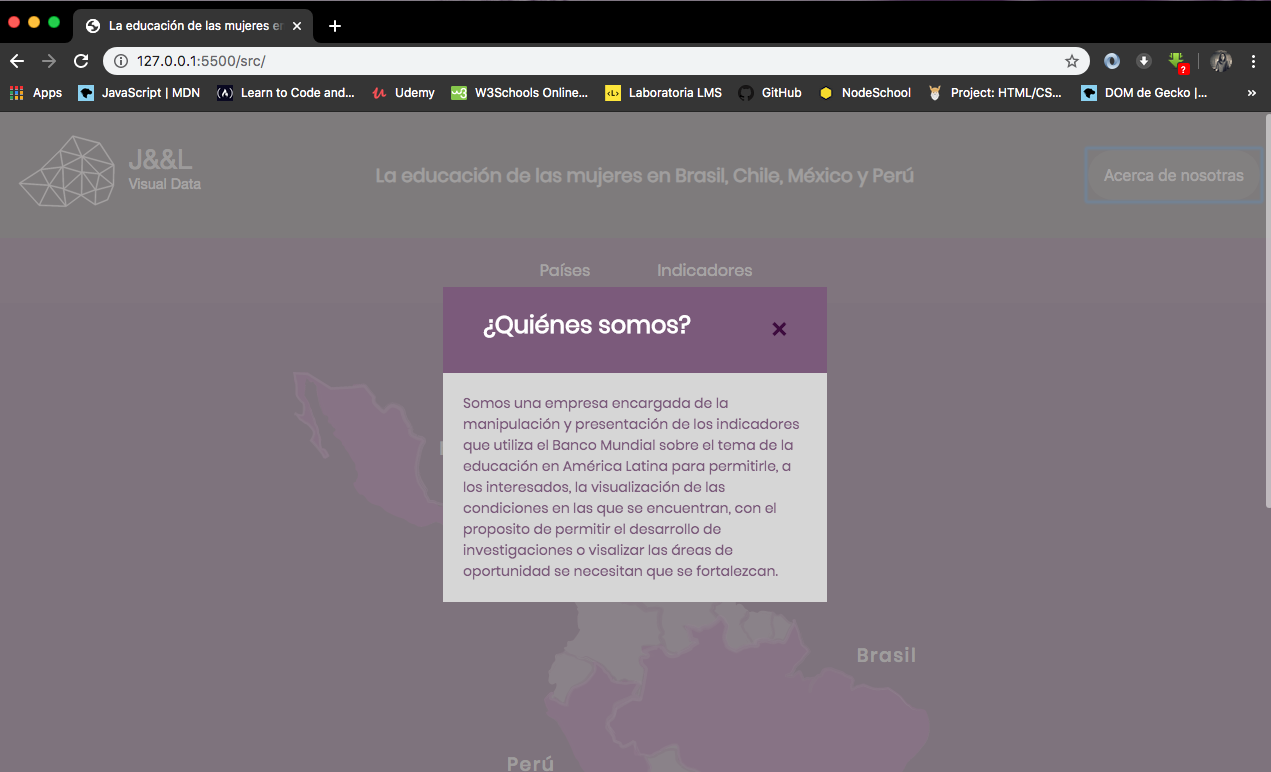 La educación de las mujeres en
127.0.0.1:5500/src/
Apps
JavaScript | MDN
Learn to Code and...
Udemy
W3Schools Online...
Laboratoria LMS
GitHub
NodeSchool
Project: HTML/CS...
DOM de Gecko |...
»
J&&L
Visual Data
La educación de las mujeres en Brasil, Chile, México y Perú
Acerca de nosotras
Países
Indicadores
¿Quiénes somos?
Somos una empresa encargada de la
manipulación y presentación de los indicadores
que utiliza el Banco Mundial sobre el tema de la
educación en América Latina para permitirle, a
los interesados, la visualización de las
condiciones en las que se encuentran, con el
proposito de permitir el desarrollo de
investigaciones o visalizar las áreas de
oportunidad se necesitan que se fortalezcan.
Brasil
Perú